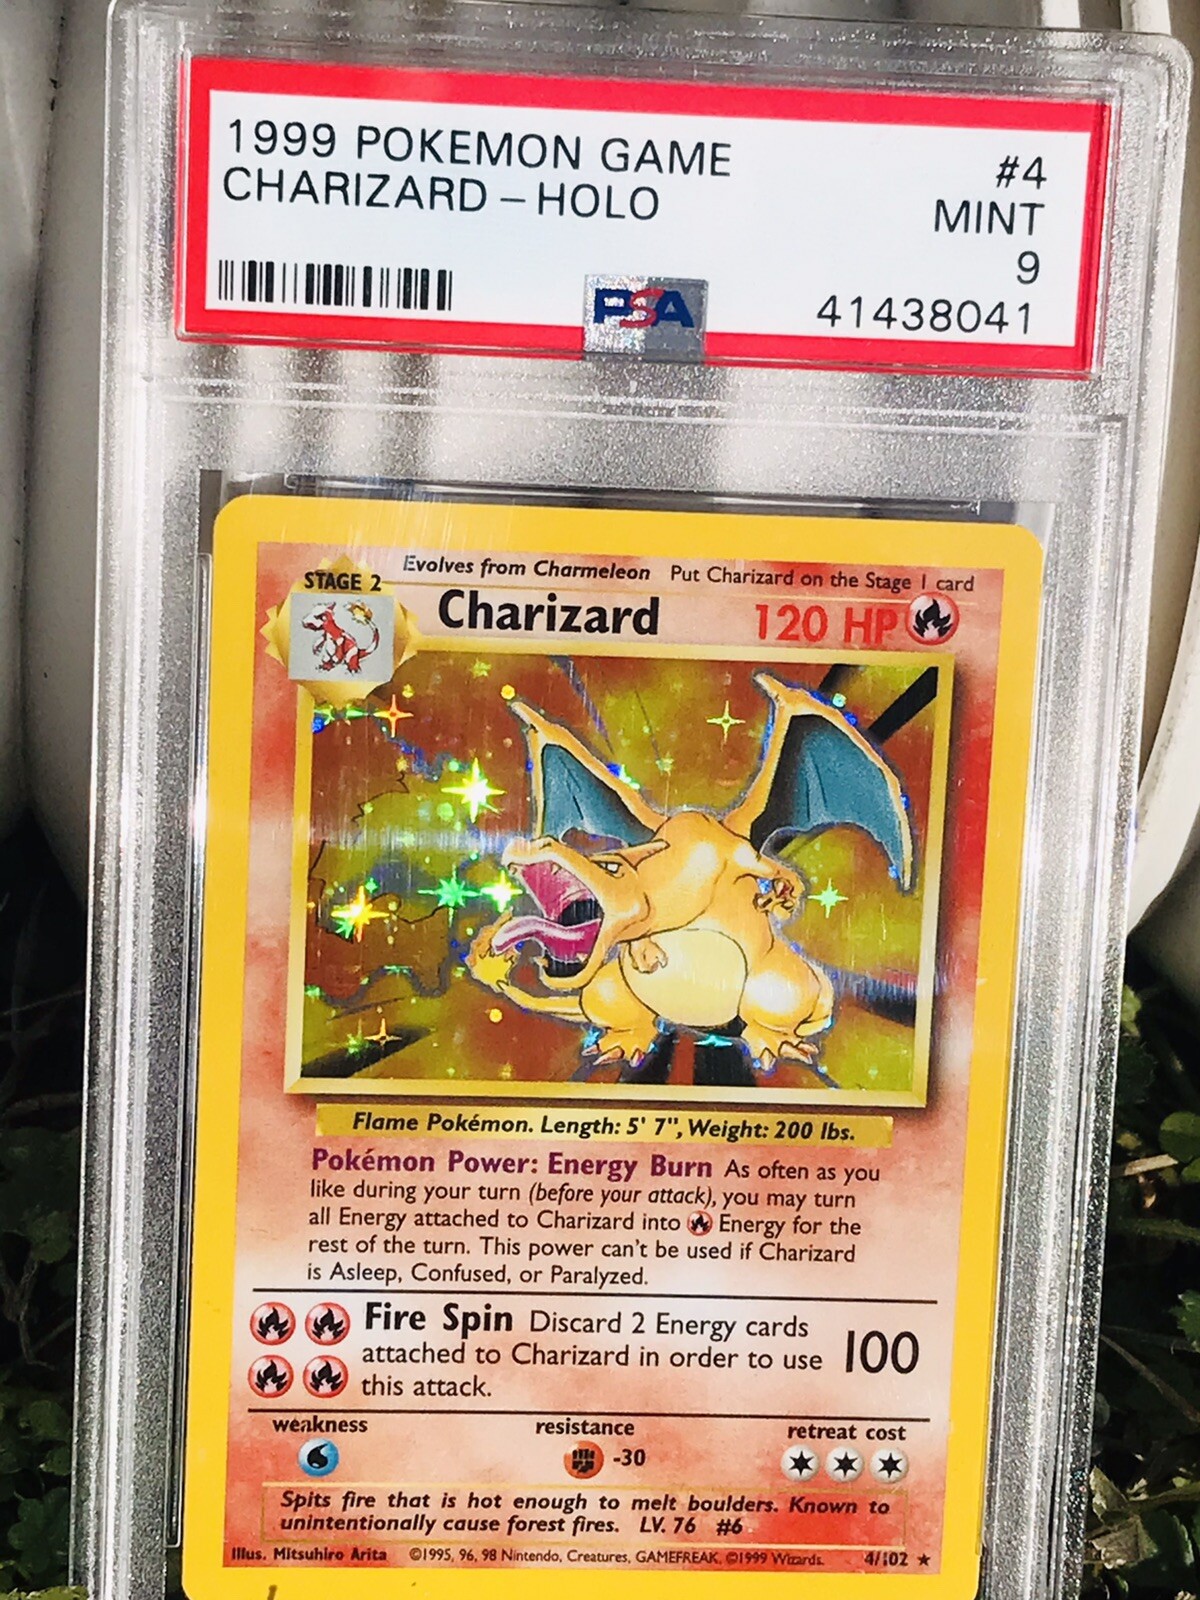 1999 POKEMON GAME #4
CHARIZARD – HOLO MINT
9
PSA 41438041
Evolves from Charmeleon Put Charizard on the Stage 1 card
STAGE 2
Charizard 120 HP
Flame Pokémon. Length: 5' 7", Weight: 200 lbs.
Pokémon Power: Energy Burn As often as you
like during your turn (before your attack), you may turn
all Energy attached to Charizard into Energy for the
rest of the turn. This power can't be used if Charizard
is Asleep, Confused, or Paralyzed.
Fire Spin Discard 2 Energy cards
attached to Charizard in order to use 100
this attack.
weakness resistance retreat cost
-30
Spits fire that is hot enough to melt boulders. Known to
unintentionally cause forest fires. LV. 76 #6
Illus. Mitsuhiro Arita ©1995, 96, 98 Nintendo, Creatures, GAMEFREAK, ©1999 Wizards. 4/102 ★